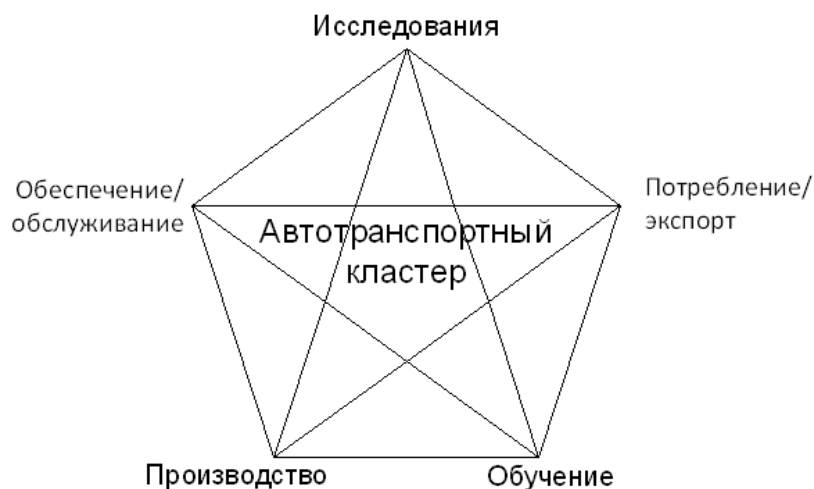 Исследования
Обеспечение/
обслуживание
Потребление/
экспорт
Автотранспортный
кластер
Производство
Обучение